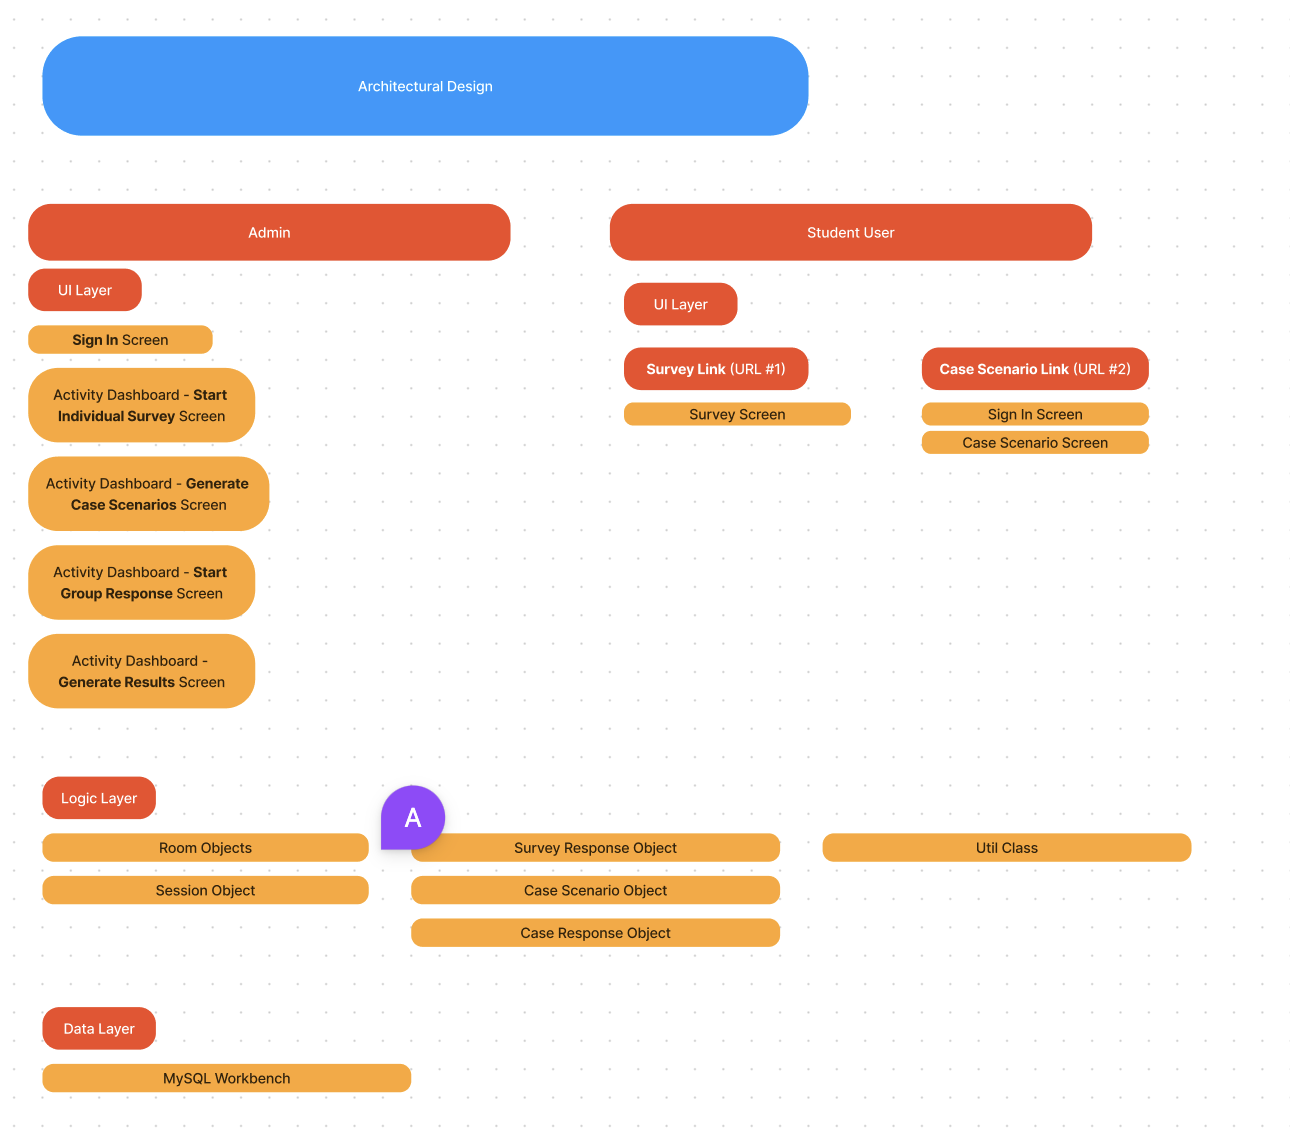 Architectural Design
Admin
UI Layer
Sign In Screen
Activity Dashboard - Start
Individual Survey Screen
Activity Dashboard - Generate
Case Scenarios Screen
Activity Dashboard - Start
Group Response Screen
Activity Dashboard -
Generate Results Screen
Student User
UI Layer
Survey Link (URL #1)
Survey Screen
Case Scenario Link (URL #2)
Sign In Screen
Case Scenario Screen
Logic Layer
Room Objects
Session Object
A
Survey Response Object
Case Scenario Object
Case Response Object
Util Class
Data Layer
MySQL Workbench